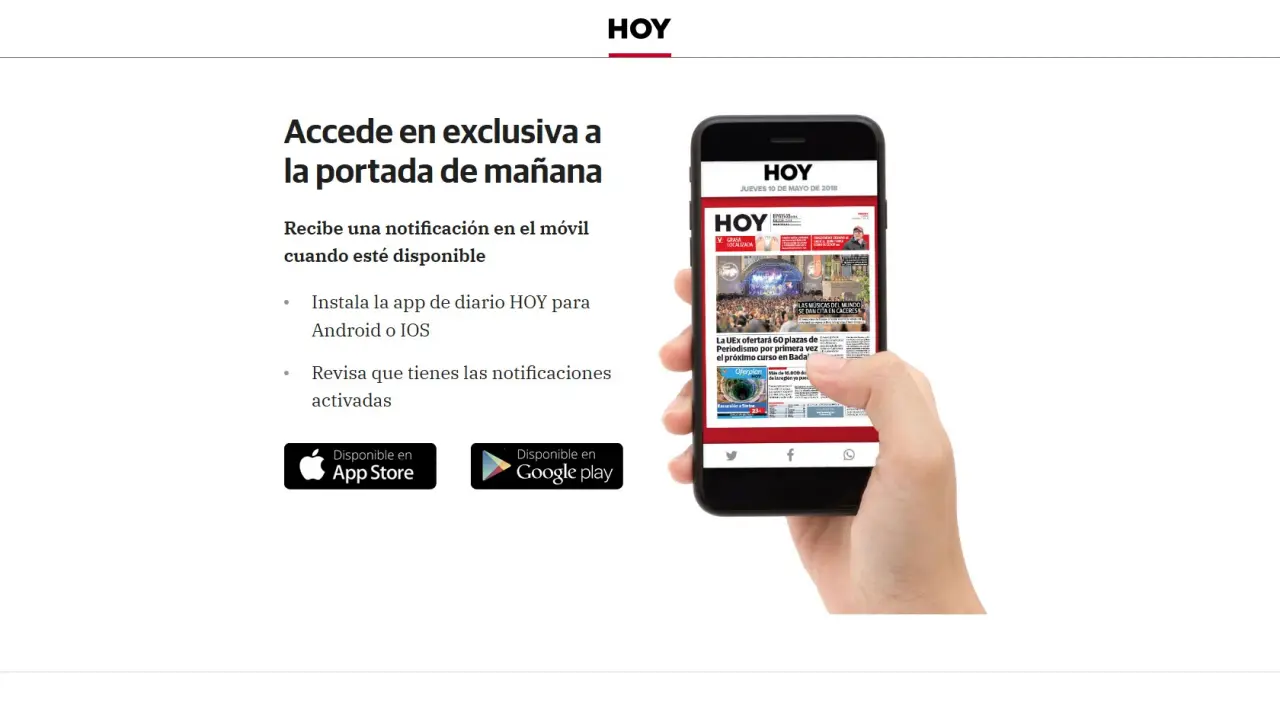 HOY
Accede en exclusiva a
la portada de mañana
Recibe una notificación en el móvil
cuando esté disponible
Instala la app de diario HOY para
Android o IOS
Revisa que tienes las notificaciones
activadas
Disponible en
App Store
Disponible en
Google play
HOY
JUEVES 10 DE MAYO DE 2018
HOY
GRASA
LOCALIZADA
LAS MÚSICAS DEL MUNDO
SE DAN CITA EN CÁCERES
La UEx ofertará 60 plazas de
Periodismo por primera vez
el próximo curso en
Oferplan